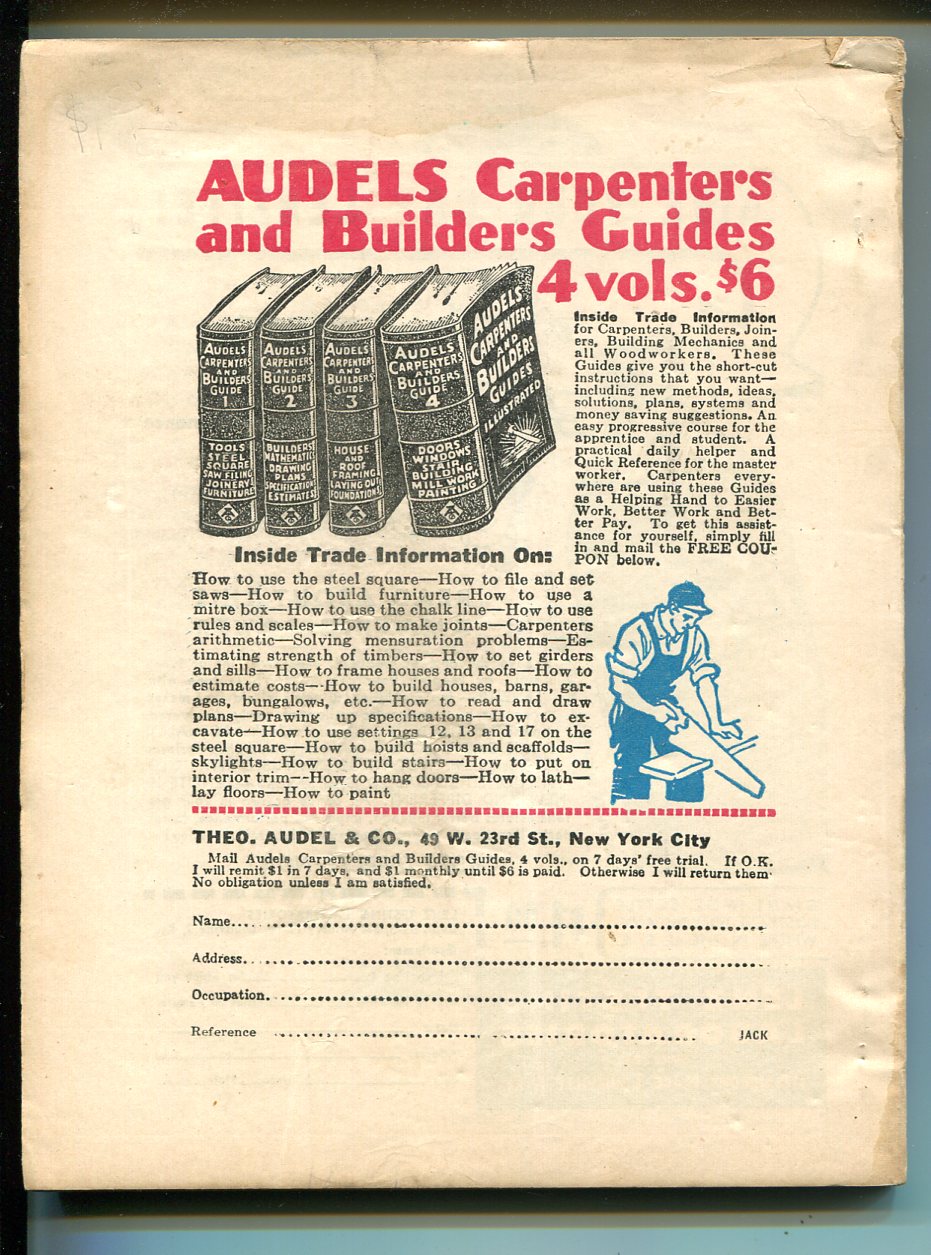 $1
AUDELS Carpenters
and Builders Guides
4 vols. $6
AUDELS
CARPENTERS
AND
BUILDERS
GUIDE
1
TOOLS
STEEL
SQUARE
SAW FILING
JOINERY
FURNITURE
AUDELS
CARPENTERS
AND
BUILDERS
GUIDE
2
BUILDERS
MATHEMATICS
DRAWING
PLANS
SPECIFICATION
ESTIMATES
AUDELS
CARPENTERS
AND
BUILDERS
GUIDE
3
HOUSE
AND
ROOF
FRAMING
LAYING OUT
FOUNDATIONS
AUDELS
CARPENTERS
AND
BUILDERS
GUIDE
4
DOORS
WINDOWS
STAIR
BUILDING
MILL WORK
PAINTING
AUDELS
CARPENTERS
AND
BUILDERS
GUIDES
ILLUSTRATED
Inside Trade Information
for Carpenters, Builders, Join-
ers, Building Mechanics and
all Woodworkers. These
Guides give you the short-cut
instructions that you want—
including new methods, ideas,
solutions, plans, systems and
money saving suggestions. An
easy progressive course for the
apprentice and student. A
practical daily helper and
Quick Reference for the master
worker. Carpenters every-
where are using these Guides
as a Helping Hand to Easier
Work, Better Work and Bet-
ter Pay. To get this assist-
ance for yourself, simply fill
in and mail the FREE COU-
PON below.
Inside Trade Information On:
How to use the steel square—How to file and set
saws—How to build furniture—How to use a
mitre box—How to use the chalk line—How to use
rules and scales—How to make joints—Carpenters
arithmetic—Solving mensuration problems—Es-
timating strength of timbers—How to set girders
and sills—How to frame houses and roofs—How to
estimate costs—How to build houses, barns, gar-
ages, bungalows, etc.—How to read and draw
plans—Drawing up specifications—How to ex-
cavate—How to use settings 12, 13 and 17 on the
steel square—How to build hoists and scaffolds—
skylights—How to build stairs—How to put on
interior trim—How to hang doors—How to lath—
lay floors—How to paint
THEO. AUDEL & CO., 49 W. 23rd St., New York City
Mail Audels Carpenters and Builders Guides, 4 vols., on 7 days' free trial. If O.K.
I will remit $1 in 7 days, and $1 monthly until $6 is paid. Otherwise I will return them.
No obligation unless I am satisfied.
Name
Address
Occupation
Reference JACK